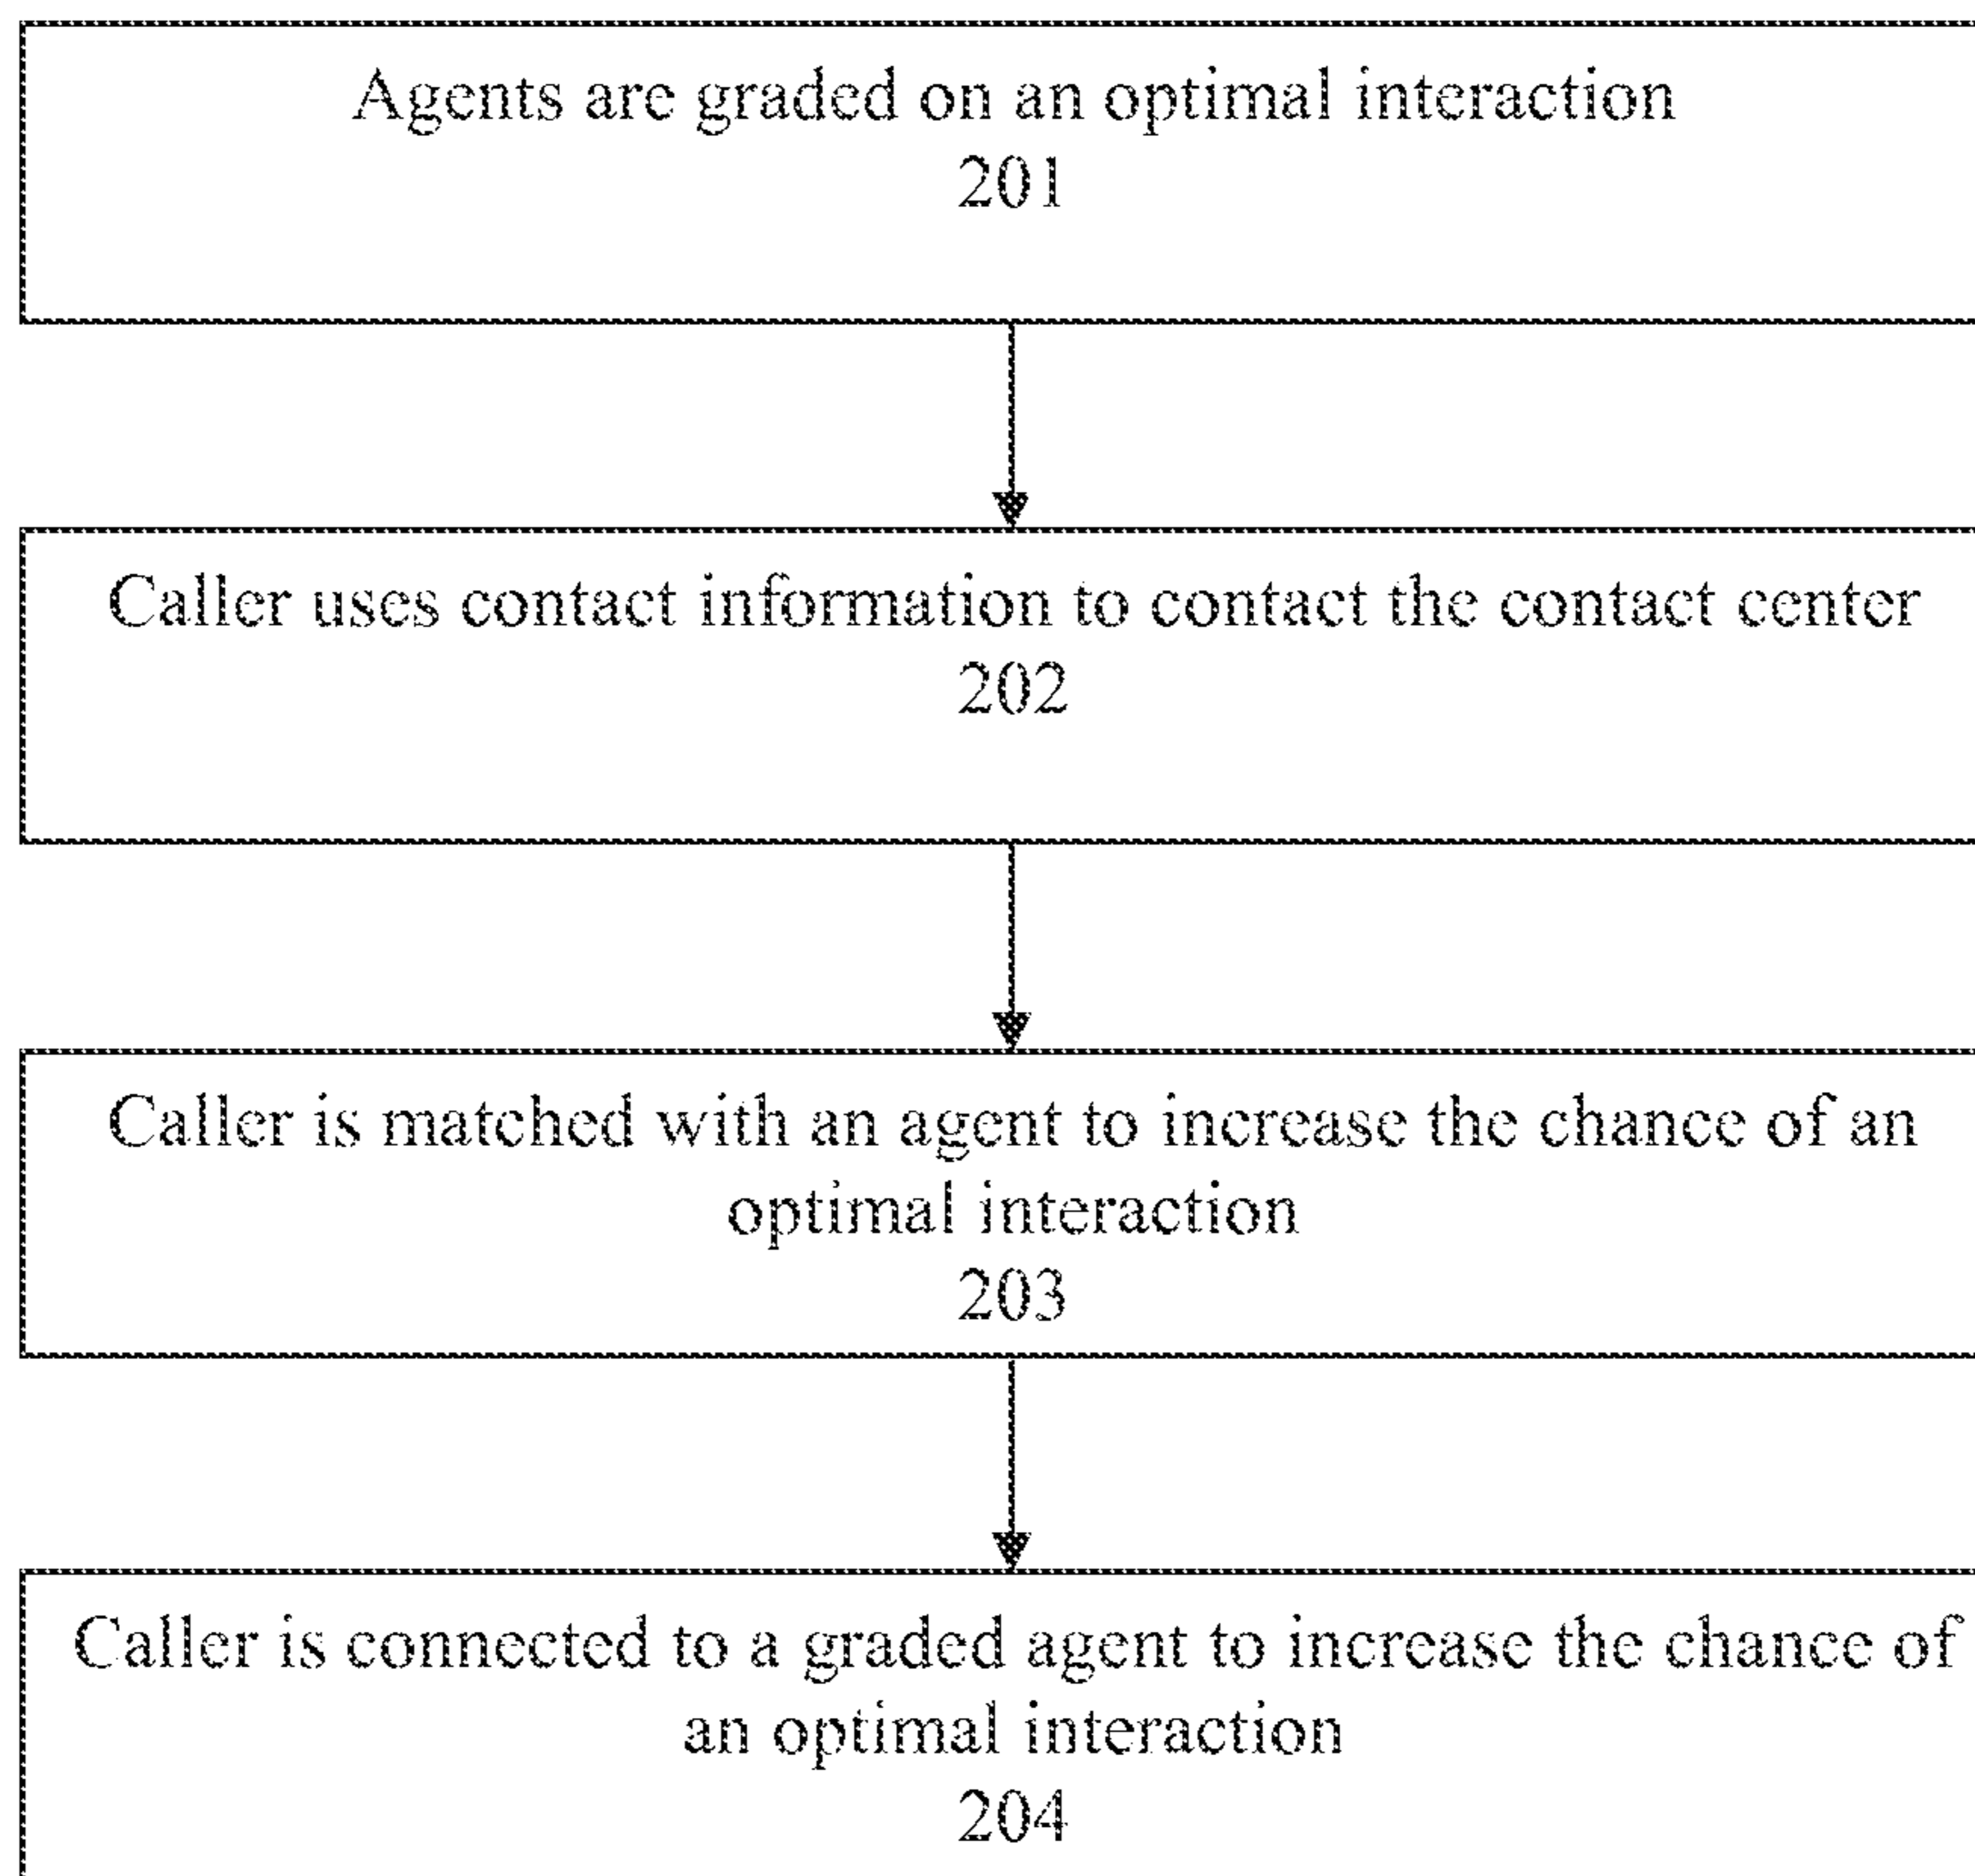 Agents are graded on an optimal interaction
201
Caller uses contact information to contact the contact center
202
Caller is matched with an agent to increase the chance of an
optimal interaction
203
Caller is connected to a graded agent to increase the chance of
an optimal interaction
204